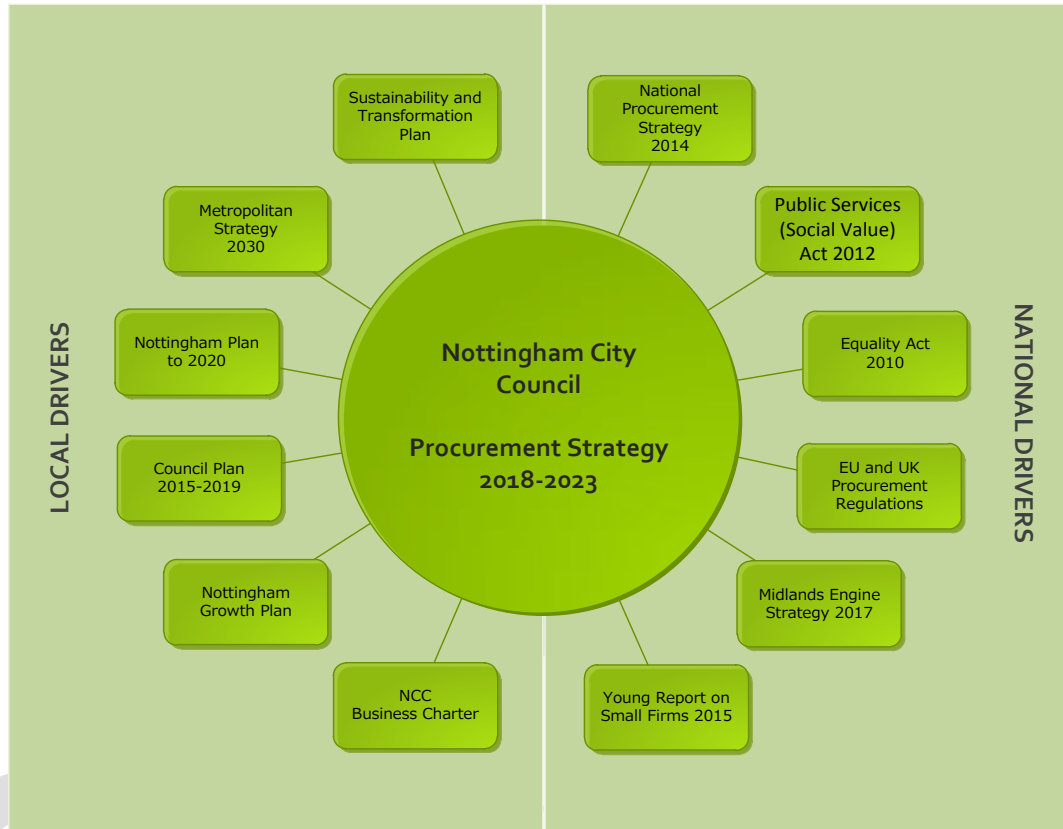 LOCAL DRIVERS
Sustainability and
Transformation
Plan
Metropolitan
Strategy
2030
Nottingham Plan
to 2020
Council Plan
2015-2019
Nottingham
Growth Plan
NCC
Business Charter
Nottingham City
Council
Procurement Strategy
2018-2023
National
Procurement
Strategy
2014
Public Services
(Social Value)
Act 2012
Equality Act
2010
EU and UK
Procurement
Regulations
Midlands Engine
Strategy 2017
Young Report on
Small Firms 2015
NATIONAL DRIVERS